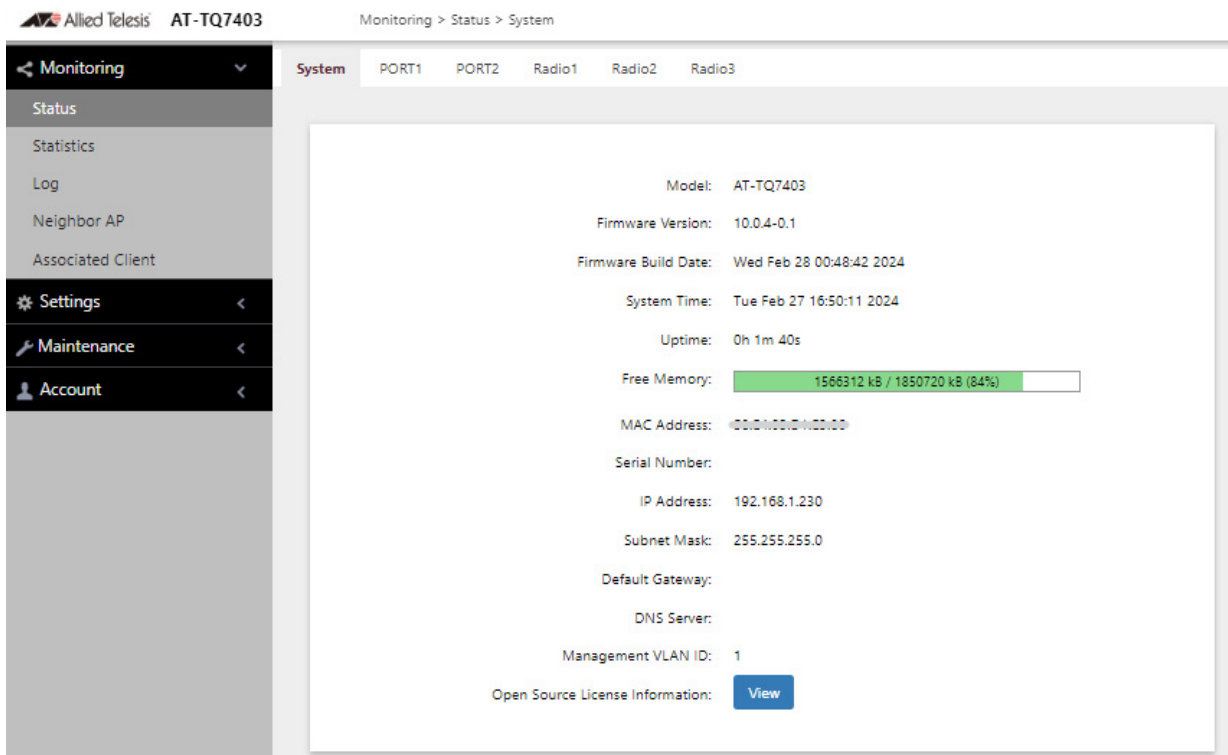 Allied Telesis AT-TQ7403 Monitoring > Status > System
Monitoring
System PORT1 PORT2 Radio1 Radio2 Radio3
Status
Statistics
Log
Neighbor AP
Associated Client
Settings
Maintenance
Account
Model: AT-TQ7403
Firmware Version: 10.0.4-0.1
Firmware Build Date: Wed Feb 28 00:48:42 2024
System Time: Tue Feb 27 16:50:11 2024
Uptime: 0h 1m 40s
Free Memory: 1566312 kB / 1850720 kB (84%)
MAC Address:
Serial Number:
IP Address: 192.168.1.230
Subnet Mask: 255.255.255.0
Default Gateway:
DNS Server:
Management VLAN ID: 1
Open Source License Information: View